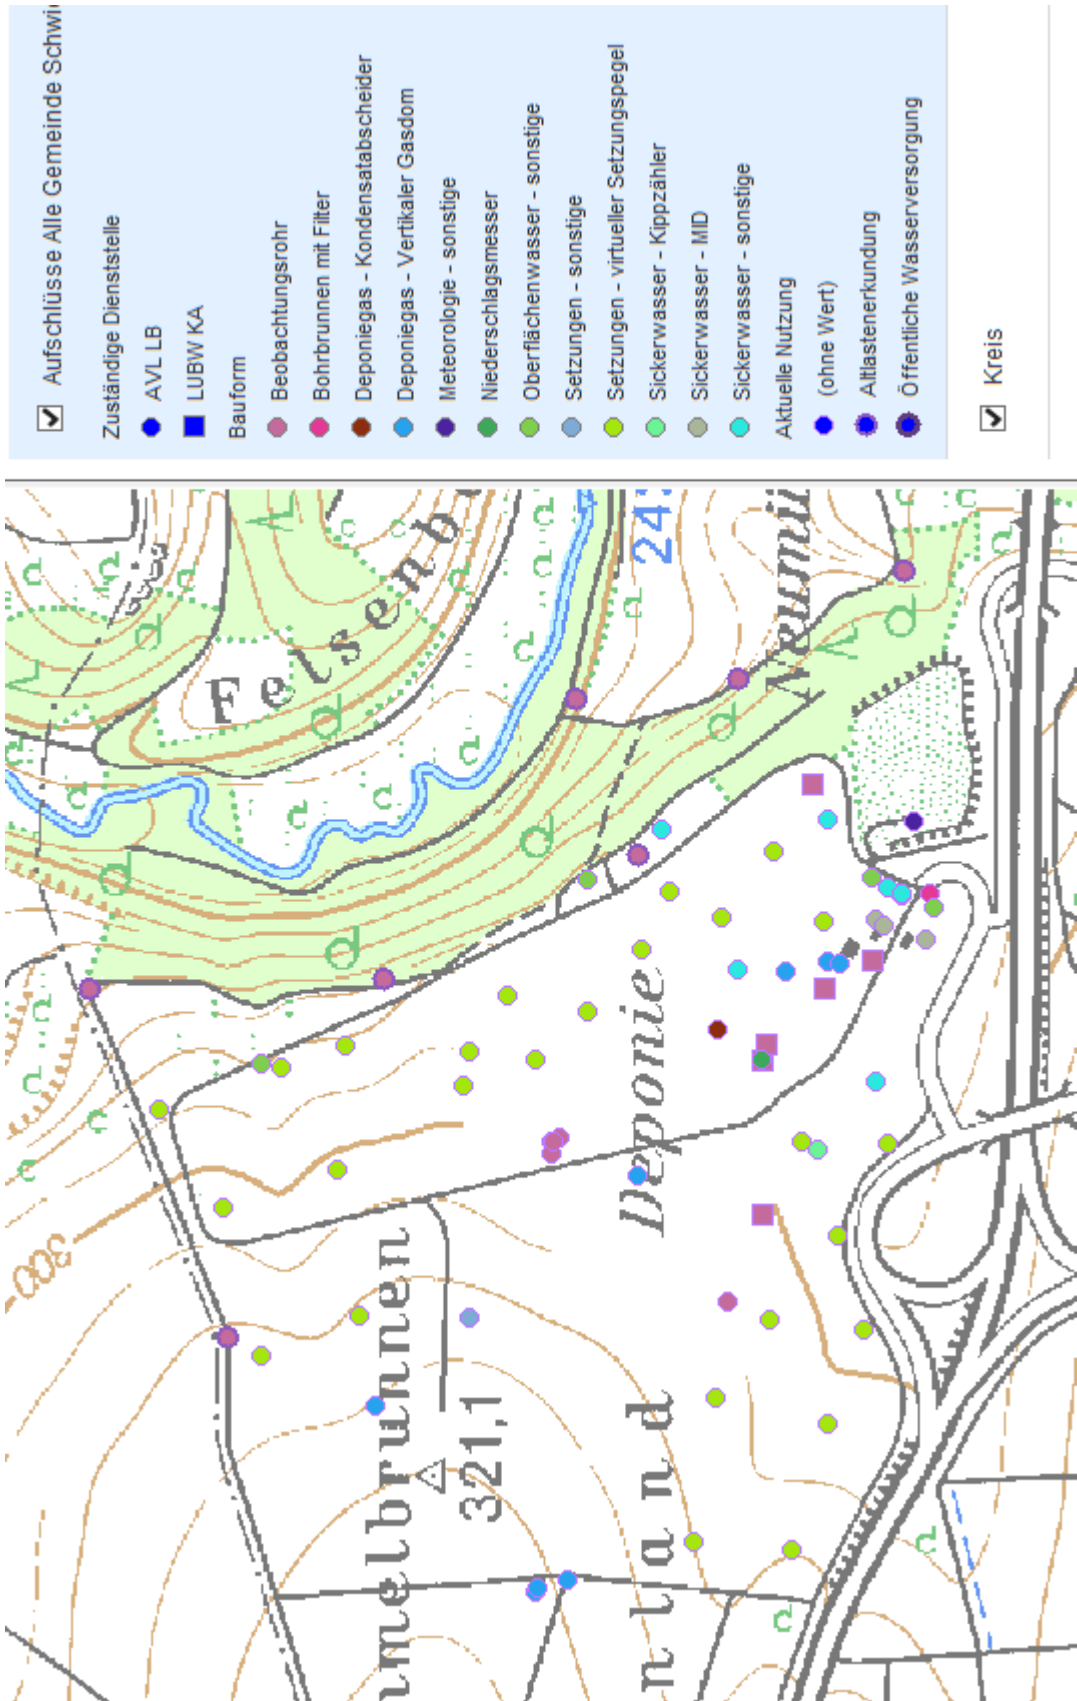 Aufschlüsse Alle Gemeinde Schwi
Zuständige Dienststelle
AVL LB
LUBW KA
Bauform
Beobachtungsrohr
Bohrbrunnen mit Filter
Deponiegas - Kondensatabscheider
Deponiegas - Vertikaler Gasdom
Meteorologie - sonstige
Niederschlagsmesser
Oberflächenwasser - sonstige
Setzungen - sonstige
Setzungen - virtueller Setzungspegel
Sickerwasser - Kippzähler
Sickerwasser - MID
Sickerwasser - sonstige
Aktuelle Nutzung
(ohne Wert)
Altlastenerkundung
Öffentliche Wasserversorgung
Kreis
300
Felsenb
24
Neumü
Deponie
melbrunnen
321,1
nland